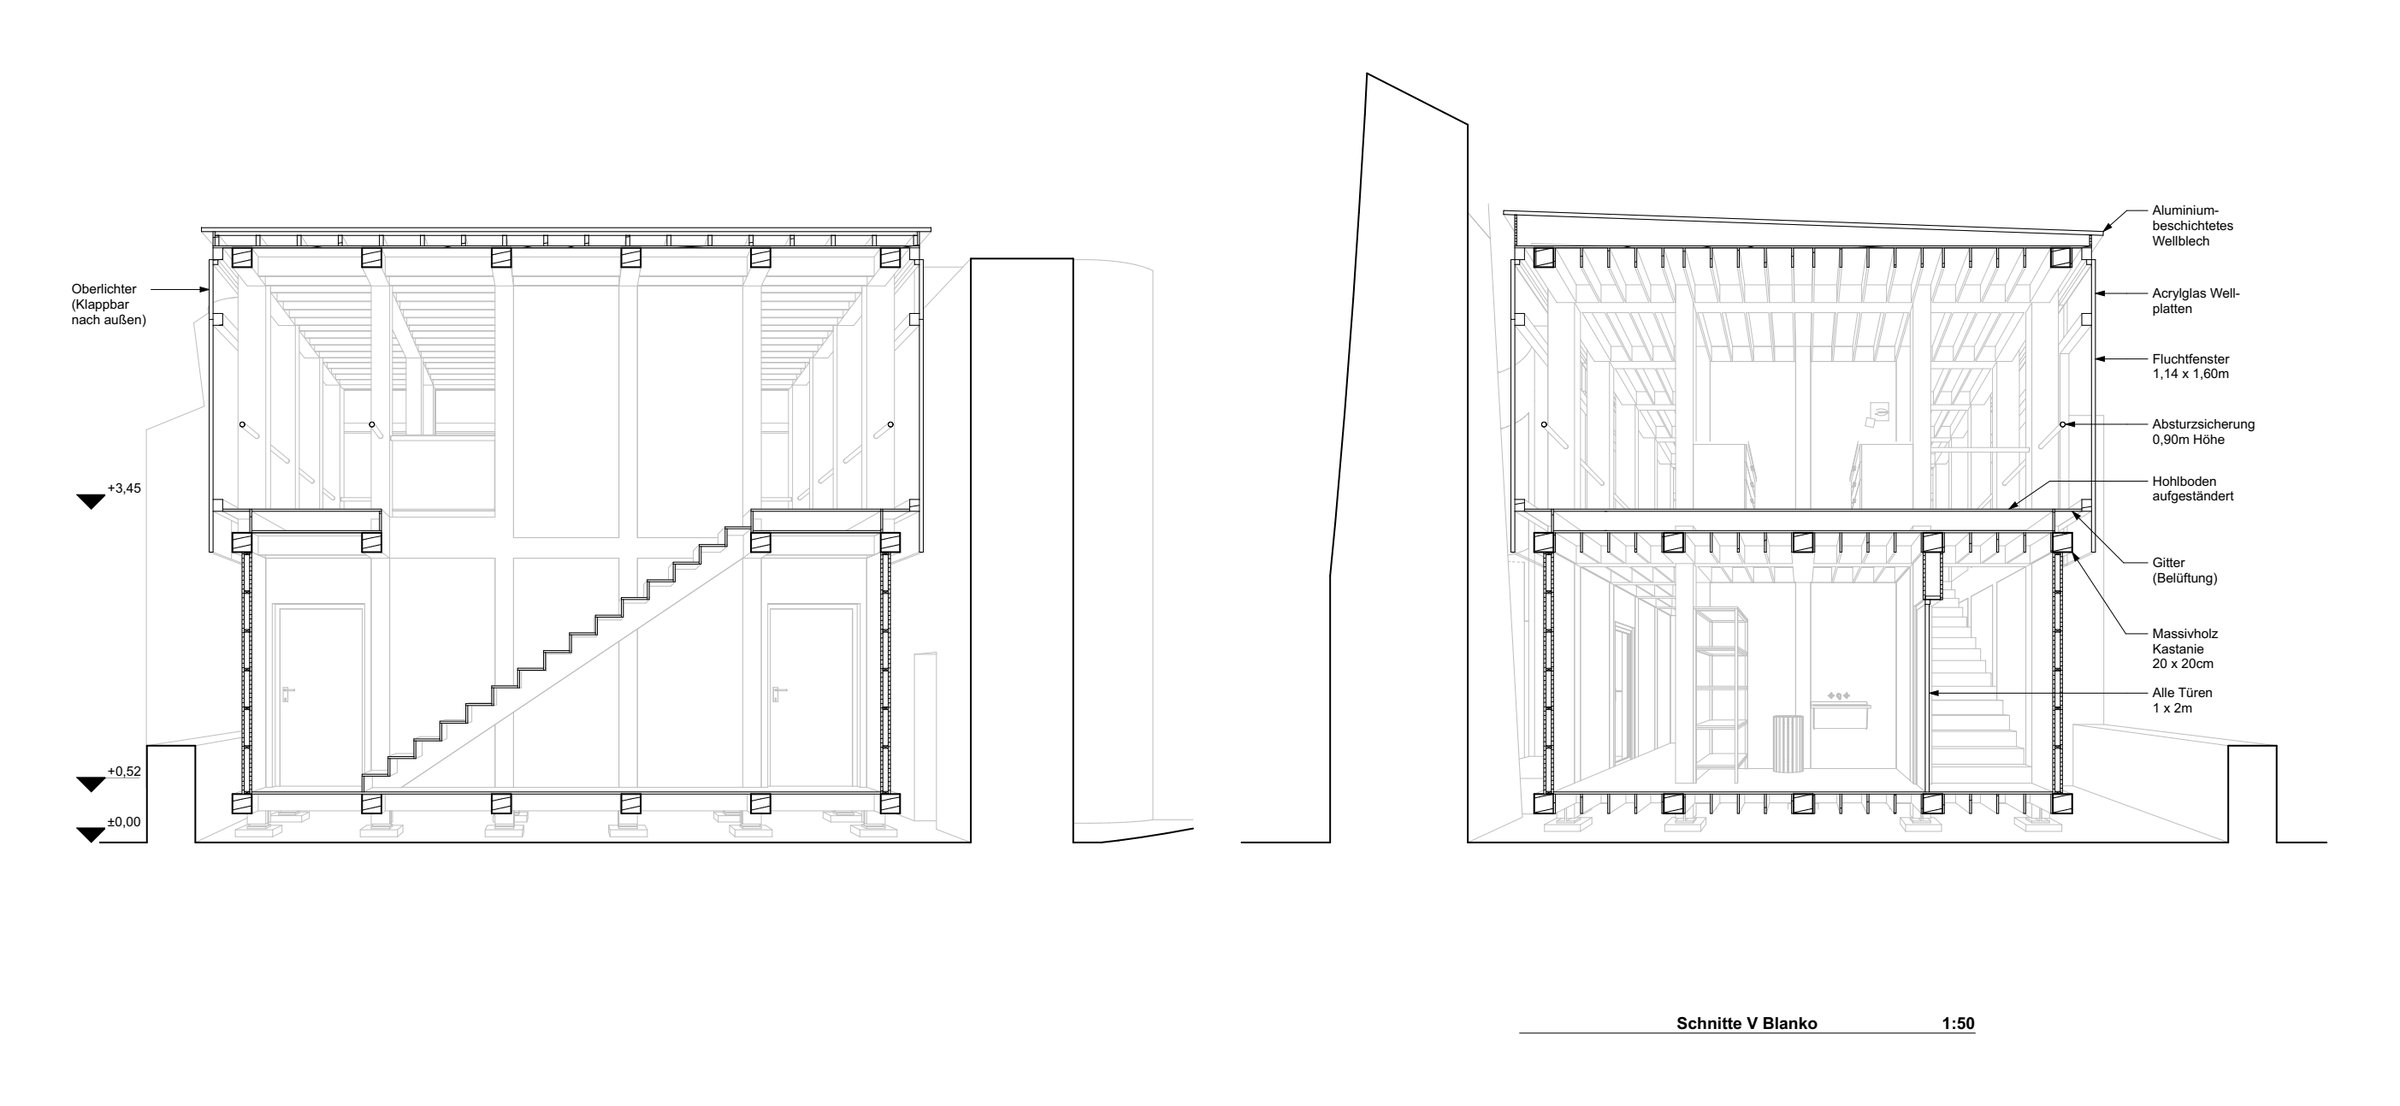 Oberlichter
(Klappbar
nach außen)
+3,45
+0,52
±0,00
Aluminium-
beschichtetes
Wellblech
Acrylglas Well-
platten
Fluchtfenster
1,14 x 1,60m
Absturzsicherung
0,90m Höhe
Hohlboden
aufgeständert
Gitter
(Belüftung)
Massivholz
Kastanie
20 x 20cm
Alle Türen
1 x 2m
Schnitte V Blanko 1:50